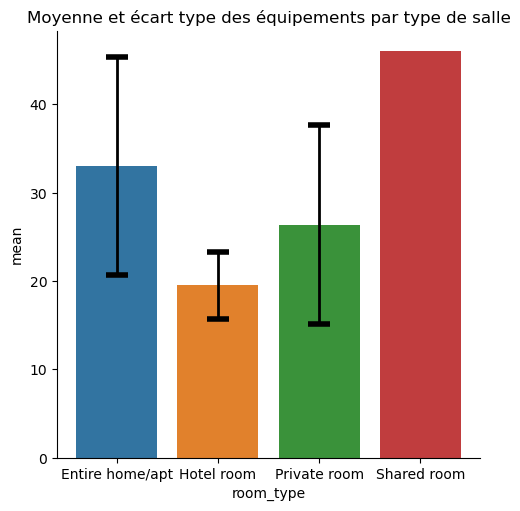 Moyenne et écart type des équipements par type de salle
mean
40
30
20
10
0
Entire home/apt Hotel room Private room Shared room
room_type